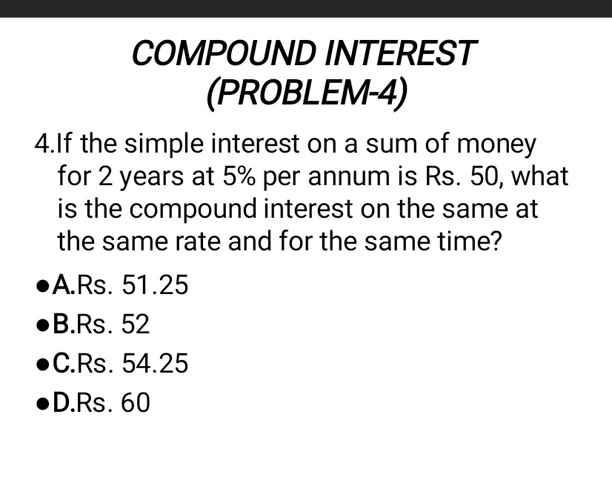 COMPOUND INTEREST
(PROBLEM-4)
4.If the simple interest on a sum of money
for 2 years at 5% per annum is Rs. 50, what
is the compound interest on the same at
the same rate and for the same time?
●A.Rs. 51.25
●B.Rs. 52
●C.Rs. 54.25
●D.Rs. 60